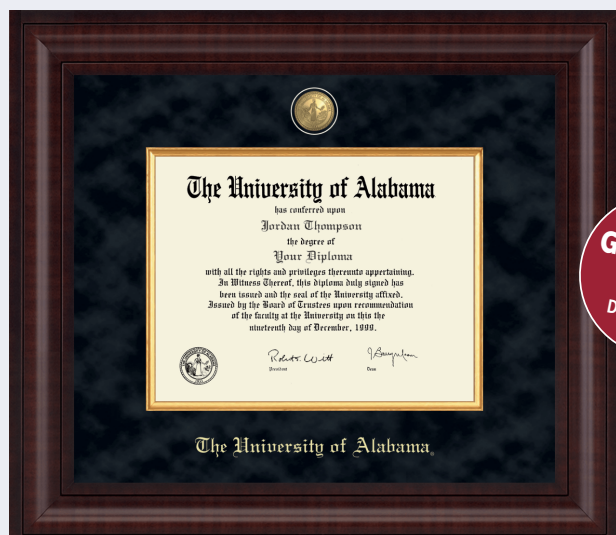 The University of Alabama
has conferred upon
Jordan Thompson
the degree of
Your Diploma
with all the rights and privileges thereunto appertaining.
In Witness Thereof, this diploma duly signed has
been issued and the seal of the University affixed.
Issued by the Board of Trustees upon recommendation
of the faculty at the University on this the
nineteenth day of December, 1999.
Robert E. Witt
President
Dean
The University of Alabama®
G
D